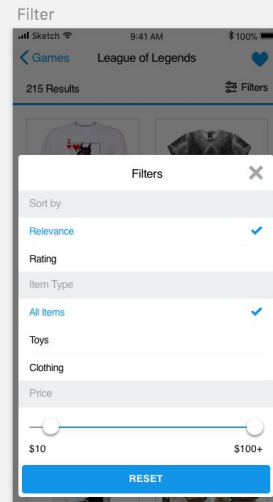 Filter
Sketch 9:41 AM 100%
Games League of Legends
215 Results Filters
Filters
Sort by
Relevance
Rating
Item Type
All Items
Toys
Clothing
Price
$10 $100+
RESET